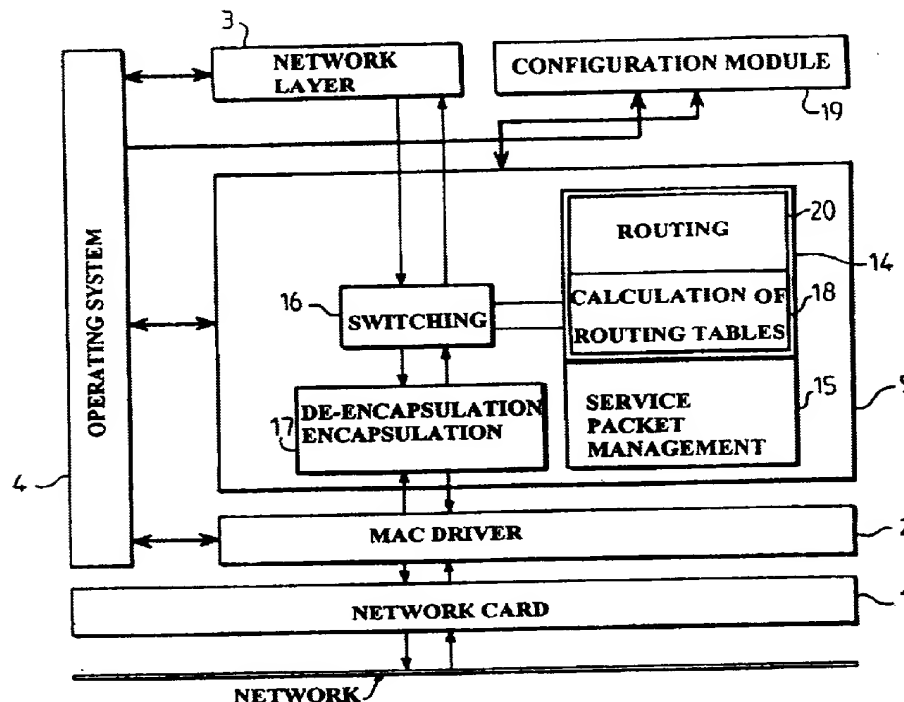 3
NETWORK
LAYER
CONFIGURATION MODULE
19
OPERATING SYSTEM
4
20
ROUTING
14
16
SWITCHING
CALCULATION OF
ROUTING TABLES
18
DE-ENCAPSULATION
ENCAPSULATION
17
15
SERVICE
PACKET
MANAGEMENT
MAC DRIVER
2
NETWORK CARD
NETWORK